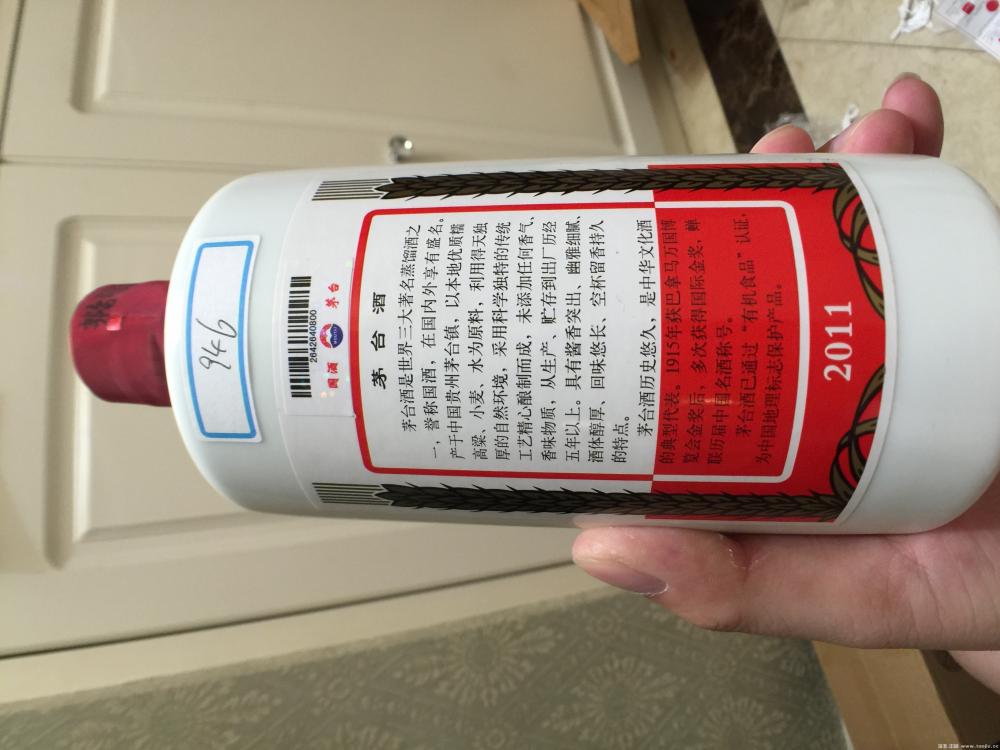 946
2642640800
国酒 茅台
茅台酒
茅台酒是世界三大著名蒸馏酒之
一，誉称国酒，在国内外享有盛名。
产于中国贵州茅台镇，以本地优质糯
高粱、小麦、水为原料，利用得天独
厚的自然环境，采用科学独特的传统
工艺精心酿制而成，未添加任何香气、
香味物质，从生产、贮存到出厂历经
五年以上。具有酱香突出、幽雅细腻、
酒体醇厚、回味悠长、空杯留香持久
的特点。
茅台酒历史悠久，是中华文化酒
的典型代表。1915年获巴拿马万国博
览会金奖后，多次获得国际金奖，蝉
联历届中国名酒称号。
茅台酒已通过“有机食品”认证，
为中国地理标志保护产品。
2011